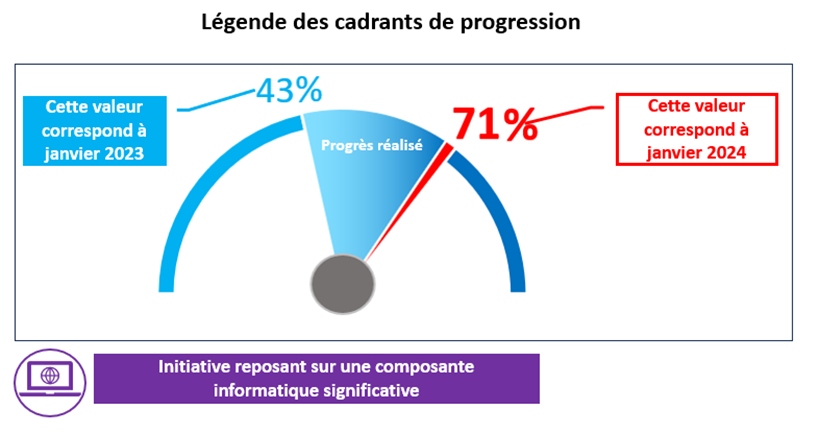 Légende des cadrants de progression
43%
Cette valeur
correspond à
janvier 2023
Progrès réalisé
71%
Cette valeur
correspond à
janvier 2024
Initiative reposant sur une composante
informatique significative